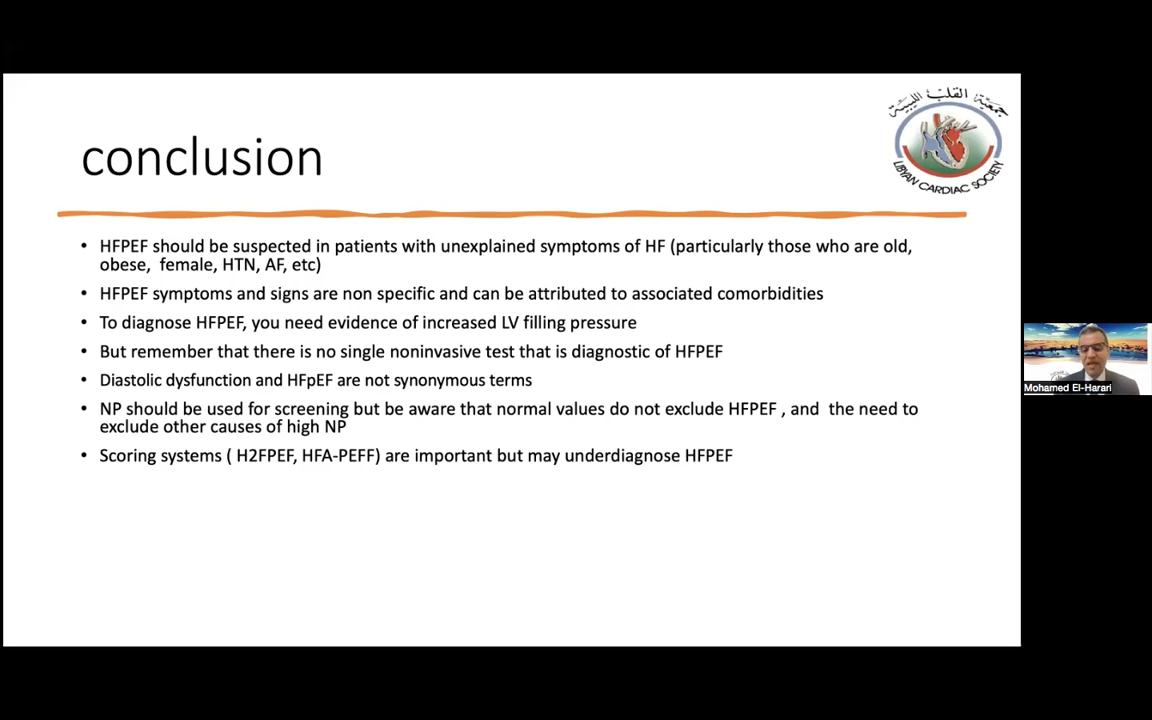 جمعية القلب الليبية
LIBYAN CARDIAC SOCIETY
conclusion
• HFPEF should be suspected in patients with unexplained symptoms of HF (particularly those who are old,
obese,  female, HTN, AF, etc)
• HFPEF symptoms and signs are non specific and can be attributed to associated comorbidities
• To diagnose HFPEF, you need evidence of increased LV filling pressure
• But remember that there is no single noninvasive test that is diagnostic of HFPEF
• Diastolic dysfunction and HFpEF are not synonymous terms
• NP should be used for screening but be aware that normal values do not exclude HFPEF , and  the need to
exclude other causes of high NP
• Scoring systems ( H2FPEF, HFA-PEFF) are important but may underdiagnose HFPEF
Mohamed El-Harari